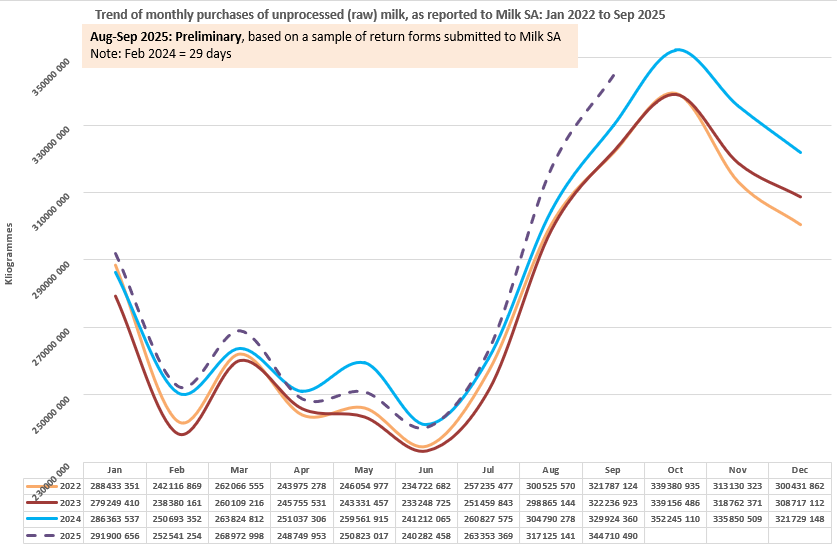 Trend of monthly purchases of unprocessed (raw) milk, as reported to Milk SA: Jan 2022 to Sep 2025
Aug-Sep 2025: Preliminary, based on a sample of return forms submitted to Milk SA
Note: Feb 2024 = 29 days
Kilogrammes
350000 000
330000 000
310000 000
290000 000
270000 000
250000 000
230000 000
Jan Feb Mar Apr May Jun Jul Aug Sep Oct Nov Dec
2022 288433 351 242116 869 262066 555 243975 278 246054 977 234722 682 257235 477 300525 570 321787 124 339380 935 313130 323 300431 862
2023 279249 410 238380 161 260109 216 245755 531 243331 457 233248 725 251459 843 298865 144 322236 923 339156 486 318762 371 308717 112
2024 286363 537 250693 352 263824 812 251037 306 259561 915 241212 065 260827 575 304790 278 329924 360 352245 110 335850 509 321729 148
2025 291900 656 252541 254 268972 998 248749 953 250823 017 240282 458 263353 369 317125 141 344710 490